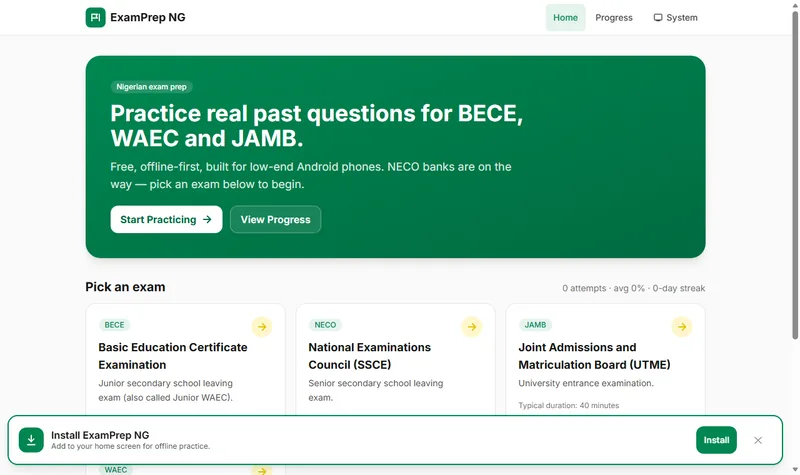 ExamPrep NG
Home
Progress
System
Nigerian exam prep
Practice real past questions for BECE,
WAEC and JAMB.
Free, offline-first, built for low-end Android phones. NECO banks are on the
way — pick an exam below to begin.
Start Practicing →
View Progress
Pick an exam
0 attempts · avg 0% · 0-day streak
BECE
Basic Education Certificate
Examination
Junior secondary school leaving
exam (also called Junior WAEC).
NECO
National Examinations
Council (SSCE)
Senior secondary school leaving
exam.
JAMB
Joint Admissions and
Matriculation Board (UTME)
University entrance examination.
Typical duration: 40 minutes
Install ExamPrep NG
Add to your home screen for offline practice.
Install
WAEC